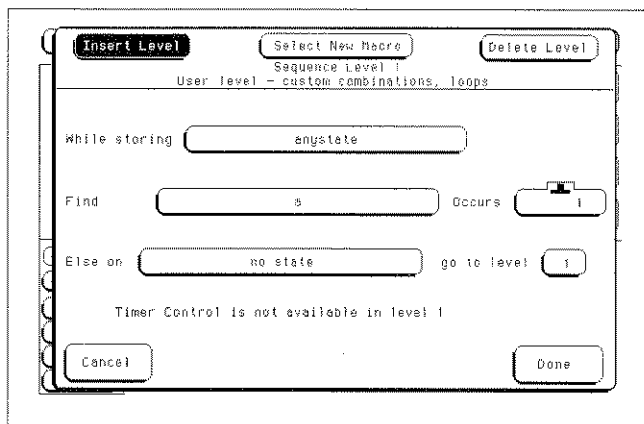 Insert Level Select New Macro Delete Level
Sequence Level 1
User level - custom combinations, loops
While storing anystate
Find a Occurs 1
Else on no state go to level 1
Timer Control is not available in level 1
Cancel Done